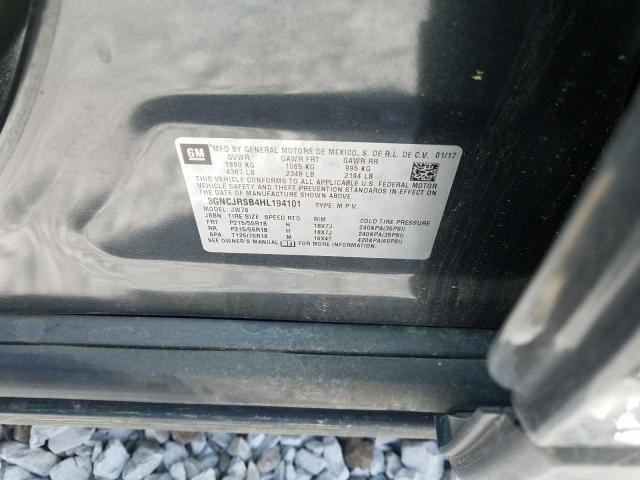 GM MFD BY GENERAL MOTORS DE MEXICO, S. DE R.L. DE C.V. 01/17
GVWR GAWR FRT GAWR RR
1990 KG 1065 KG 995 KG
4387 LB 2348 LB 2194 LB
THIS VEHICLE CONFORMS TO ALL APPLICABLE U.S. FEDERAL MOTOR
VEHICLE SAFETY AND THEFT PREVENTION STANDARDS IN EFFECT ON THE
DATE OF MANUFACTURE SHOWN ABOVE.
3GNCJRSB4HL194101 TYPE: M.P.V.
MODEL: JW76
JBBN TIRE SIZE SPEED RTG RIM COLD TIRE PRESSURE
FRT P215/55R18 H 18X7J 240KPA(35PSI)
RR P215/55R18 H 18X7J 240KPA(35PSI)
SPA T125/70R16 M 16X4T 420KPA(60PSI)
SEE OWNER'S MANUAL FOR ADDITIONAL INFORMATION.